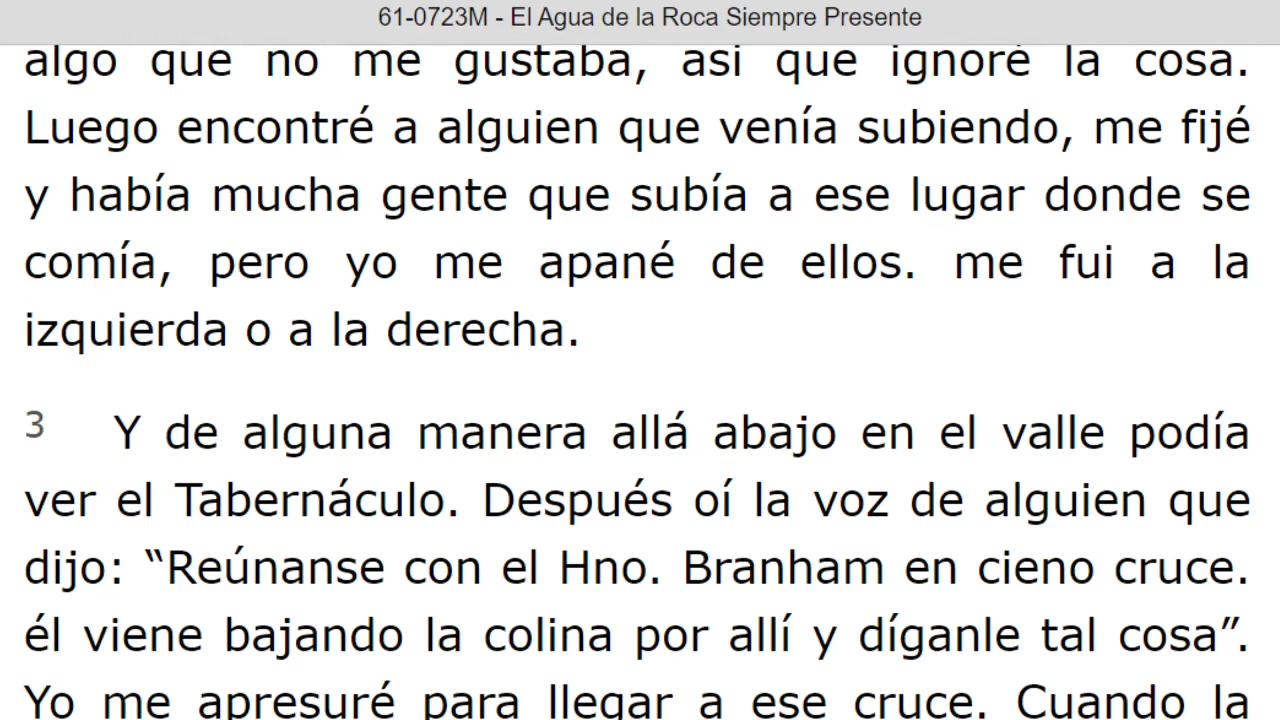 61-0723M - El Agua de la Roca Siempre Presente
algo que no me gustaba, así que ignoré la cosa.
Luego encontré a alguien que venía subiendo, me fijé
y había mucha gente que subía a ese lugar donde se
comía, pero yo me apané de ellos. me fui a la
izquierda o a la derecha.
3 Y de alguna manera allá abajo en el valle podía
ver el Tabernáculo. Después oí la voz de alguien que
dijo: “Reúnanse con el Hno. Branham en cieno cruce.
él viene bajando la colina por allí y díganle tal cosa”.
Yo me apresuré para llegar a ese cruce. Cuando la